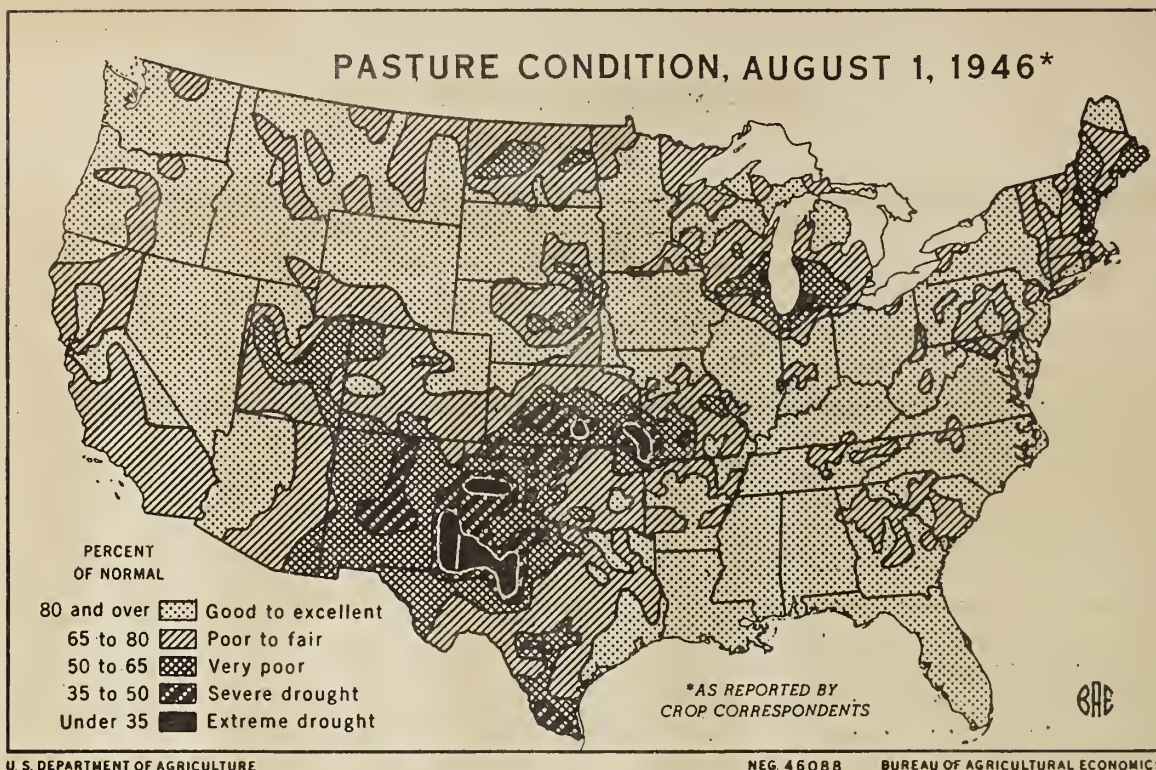 PASTURE CONDITION, AUGUST 1, 1946*
PERCENT
OF NORMAL
80 and over Good to excellent
65 to 80 Poor to fair
50 to 65 Very poor
35 to 50 Severe drought
Under 35 Extreme drought
*AS REPORTED BY
CROP CORRESPONDENTS
BAE
U. S. DEPARTMENT OF AGRICULTURE NEG. 46088 BUREAU OF AGRICULTURAL ECONOMICS